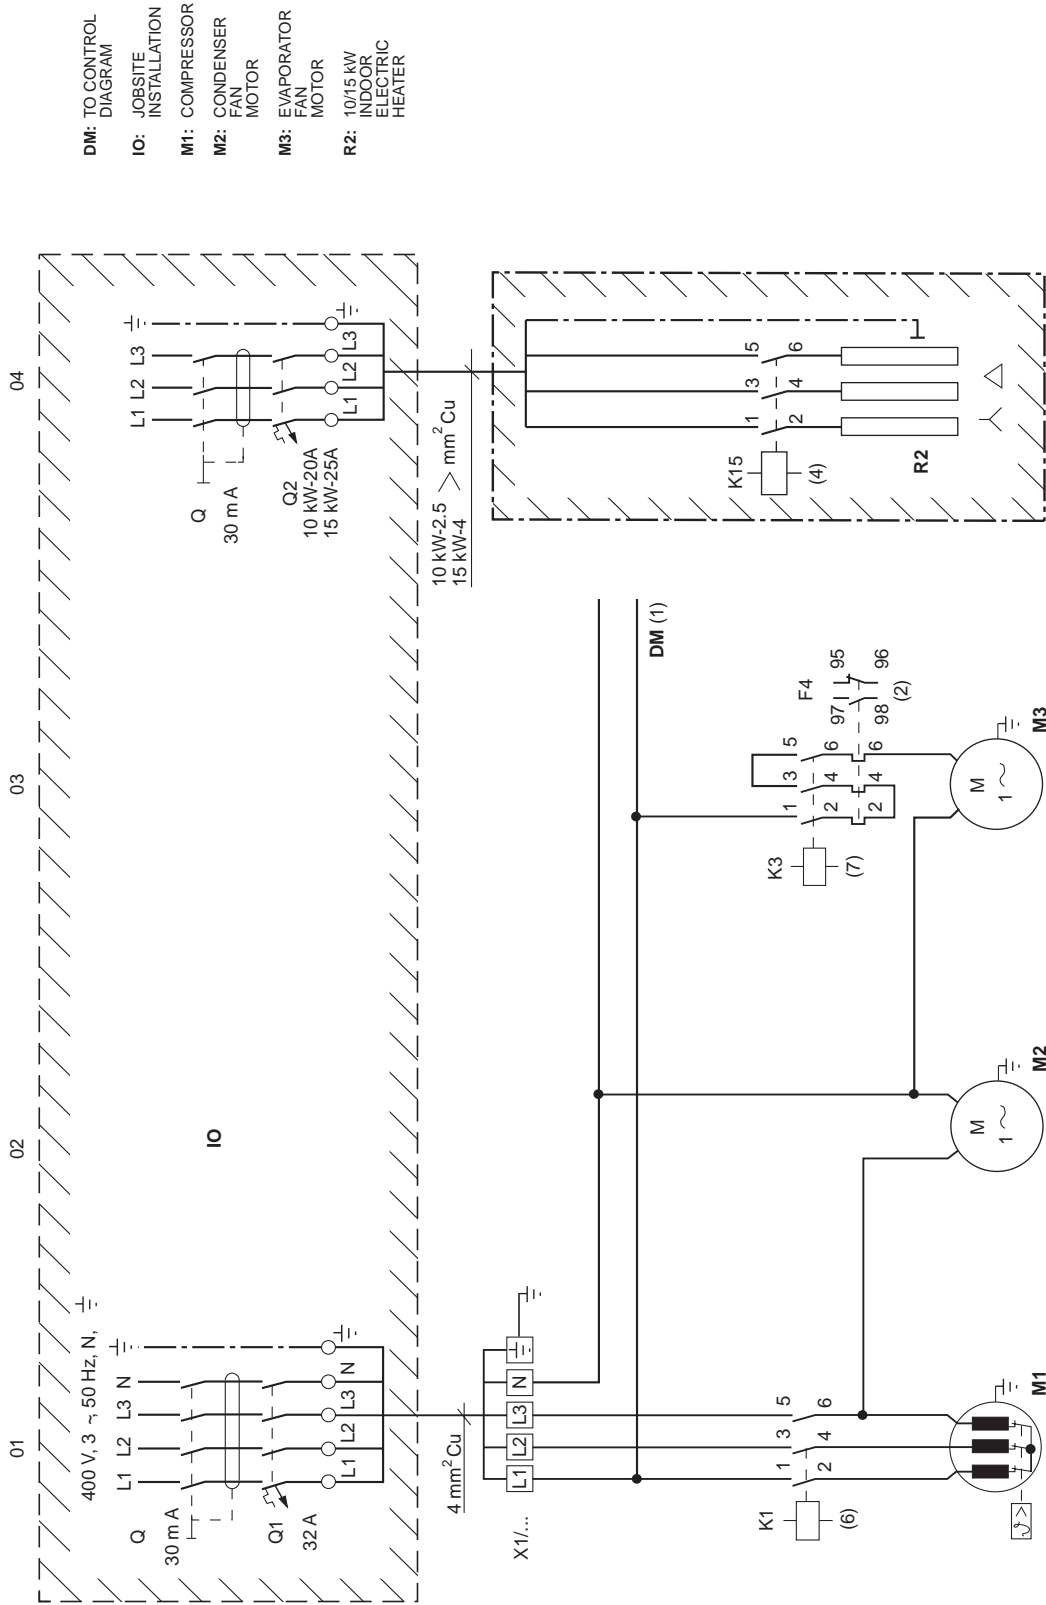 01
02
03
04
400 V, 3 ~, 50 Hz, N,
L1 L2 L3 N
Q
30 m A
Q1
32 A
L1 L2 L3 N
IO
L1 L2 L3
Q
30 m A
Q2
10 kW-20A
15 kW-25A
L1 L2 L3
4 mm² Cu
10 kW-2.5
15 kW-4
> mm² Cu
X1/...
L1 L2 L3 N
DM (1)
K1
(6)
1 3 5
2 4 6
K3
(7)
1 3 5
2 4 6
2 4 6
F4
97 95
98 96
(2)
K15
(4)
1 3 5
2 4 6
R2
M1
M
1 ~
M2
M
1 ~
M3
DM: TO CONTROL
DIAGRAM
IO: JOBSITE
INSTALLATION
M1: COMPRESSOR
M2: CONDENSER
FAN
MOTOR
M3: EVAPORATOR
FAN
MOTOR
R2: 10/15 kW
INDOOR
ELECTRIC
HEATER